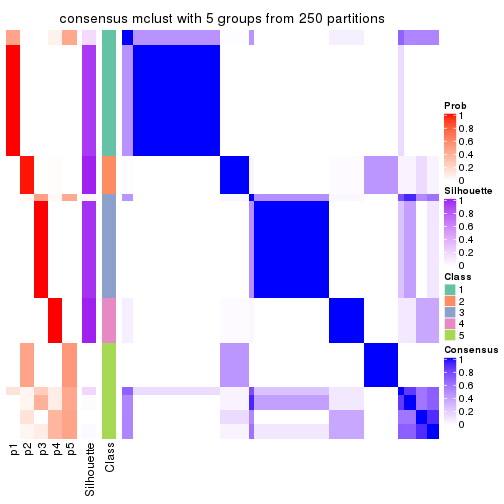 consensus mclust with 5 groups from 250 partitions
Prob
1
0.8
0.6
0.4
0.2
0
Silhouette
1
0.8
0.6
0.4
0.2
0
Class
1
2
3
4
5
Consensus
1
0.8
0.6
0.4
0.2
0
p1
p2
p3
p4
p5
Silhouette
Class